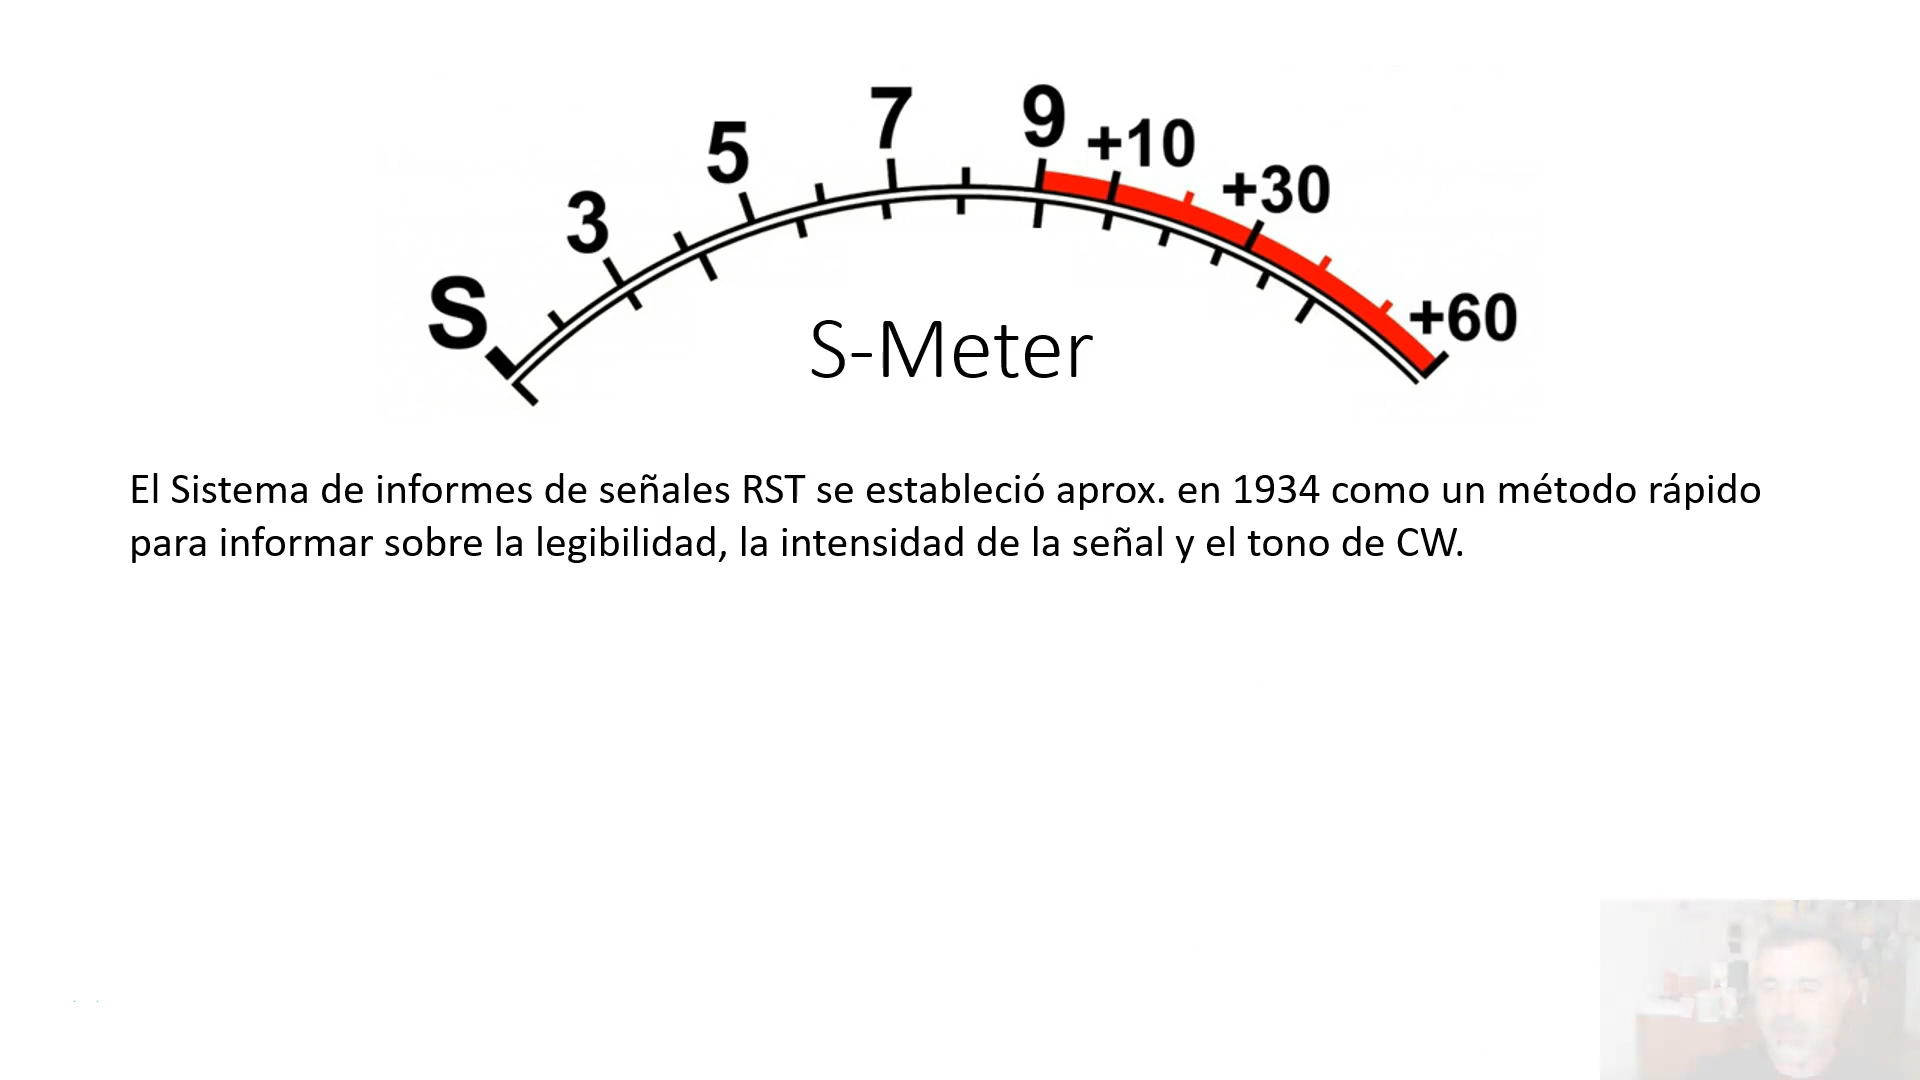 S 3 5 7 9 +10 +30 +60
S-Meter
El Sistema de informes de señales RST se estableció aprox. en 1934 como un método rápido
para informar sobre la legibilidad, la intensidad de la señal y el tono de CW.